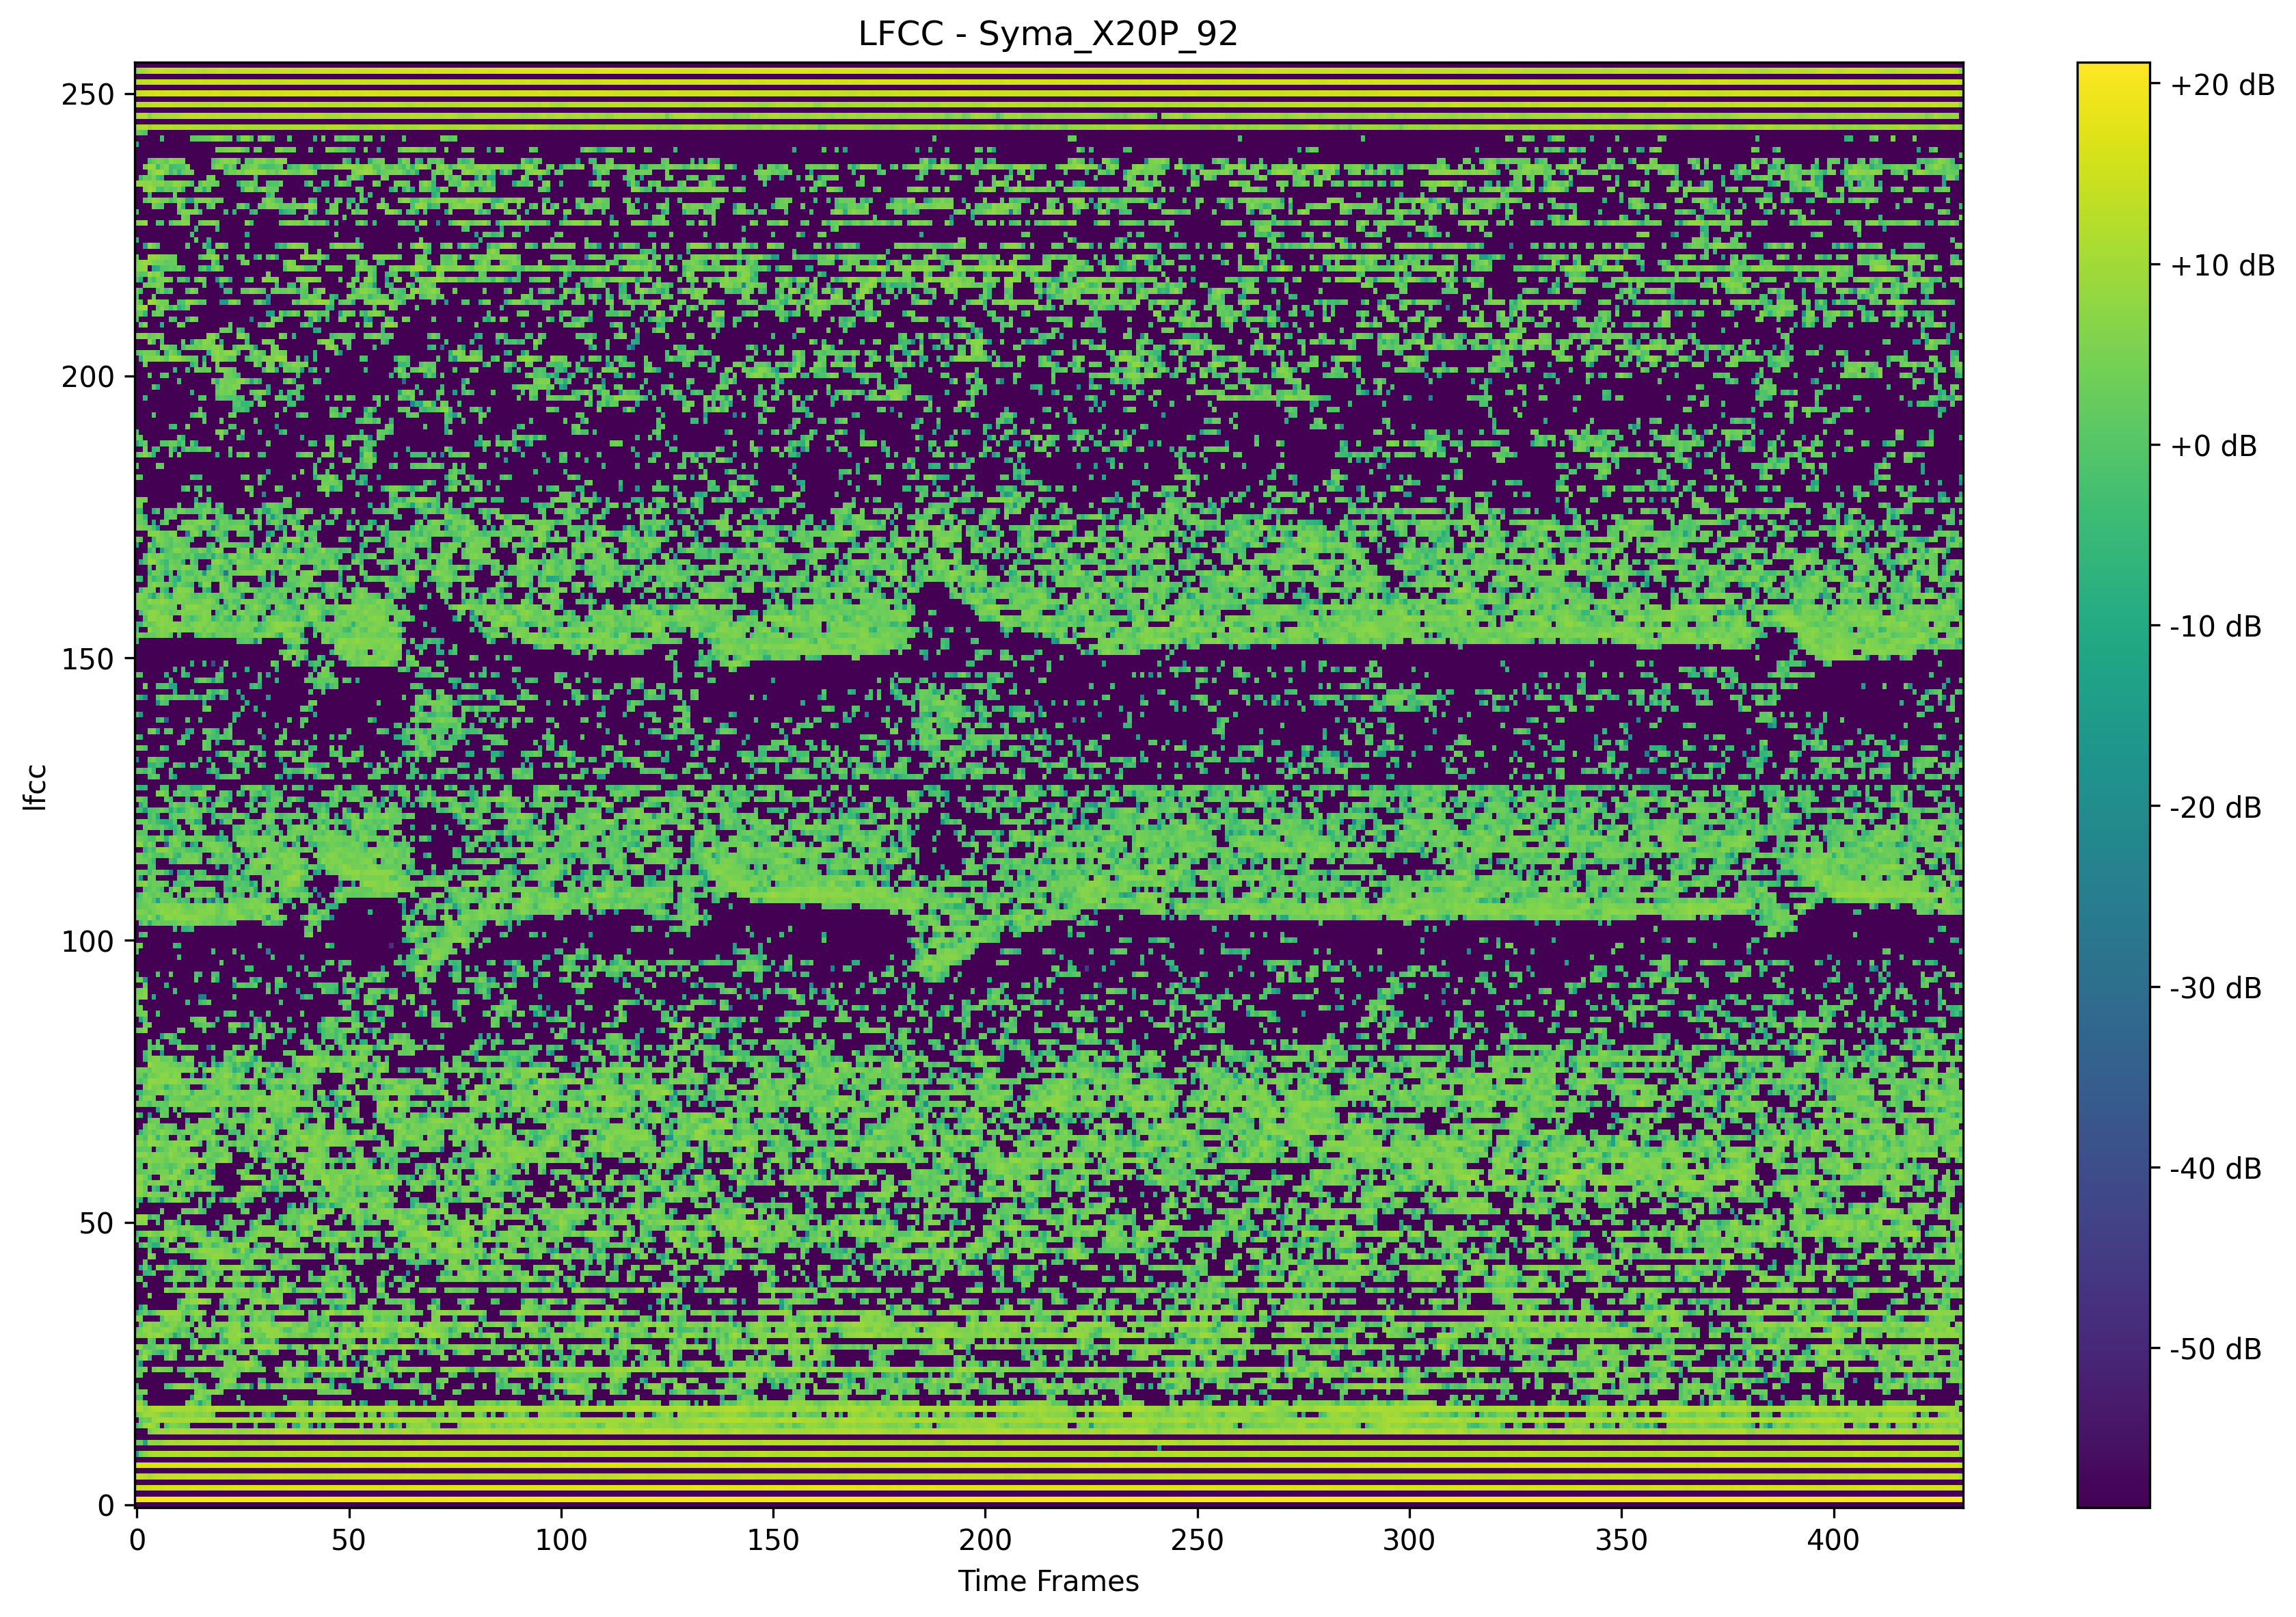 LFCC - Syma_X20P_92
250
200
150
100
50
0
lfcc
0 50 100 150 200 250 300 350 400
Time Frames
+20 dB
+10 dB
+0 dB
-10 dB
-20 dB
-30 dB
-40 dB
-50 dB